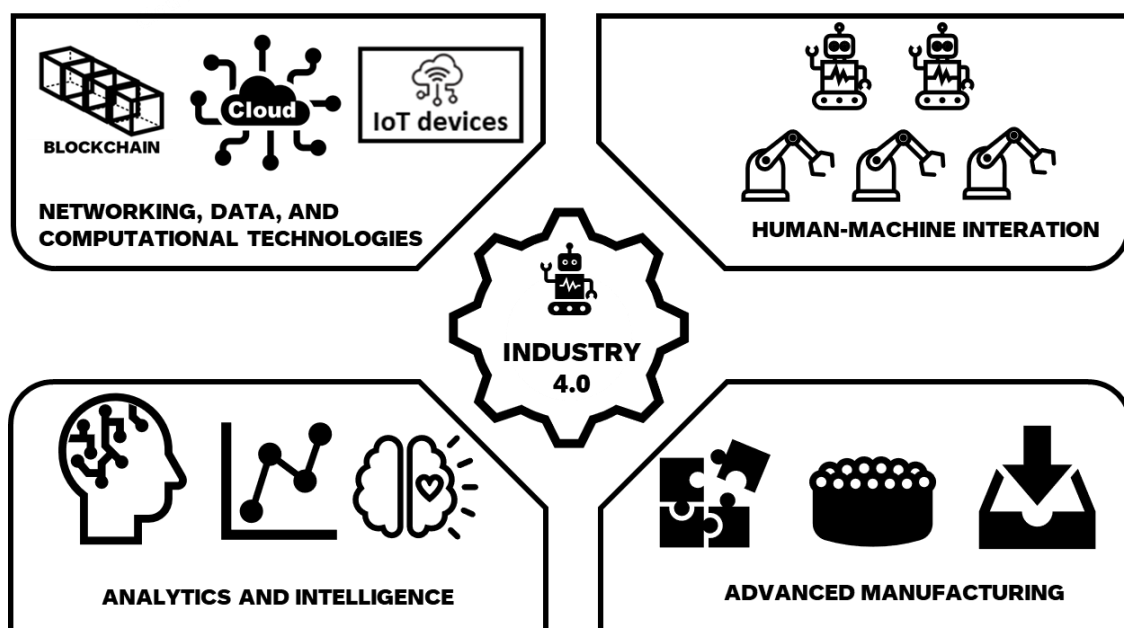 BLOCKCHAIN
Cloud
IoT devices
NETWORKING, DATA, AND
COMPUTATIONAL TECHNOLOGIES
HUMAN-MACHINE INTERATION
INDUSTRY
4.0
ANALYTICS AND INTELLIGENCE
ADVANCED MANUFACTURING